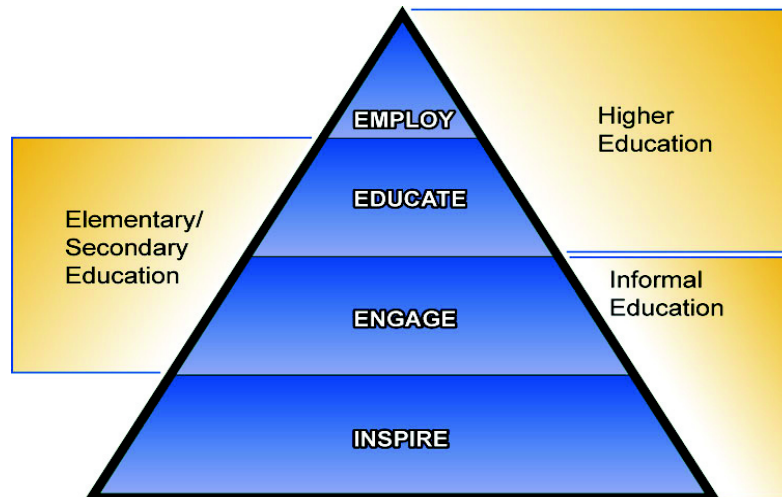 EMPLOY
Higher
Education
EDUCATE
Elementary/
Secondary
Education
Informal
Education
ENGAGE
INSPIRE